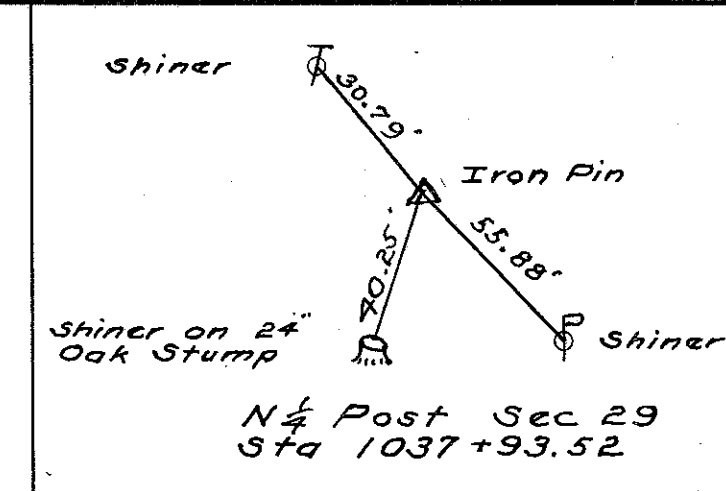 Shiner
T
30.79'
Iron Pin
55.88'
40.25'
Shiner on 24"
Oak Stump
P
Shiner
N 1/4 Post Sec 29
Sta 1037+93.52